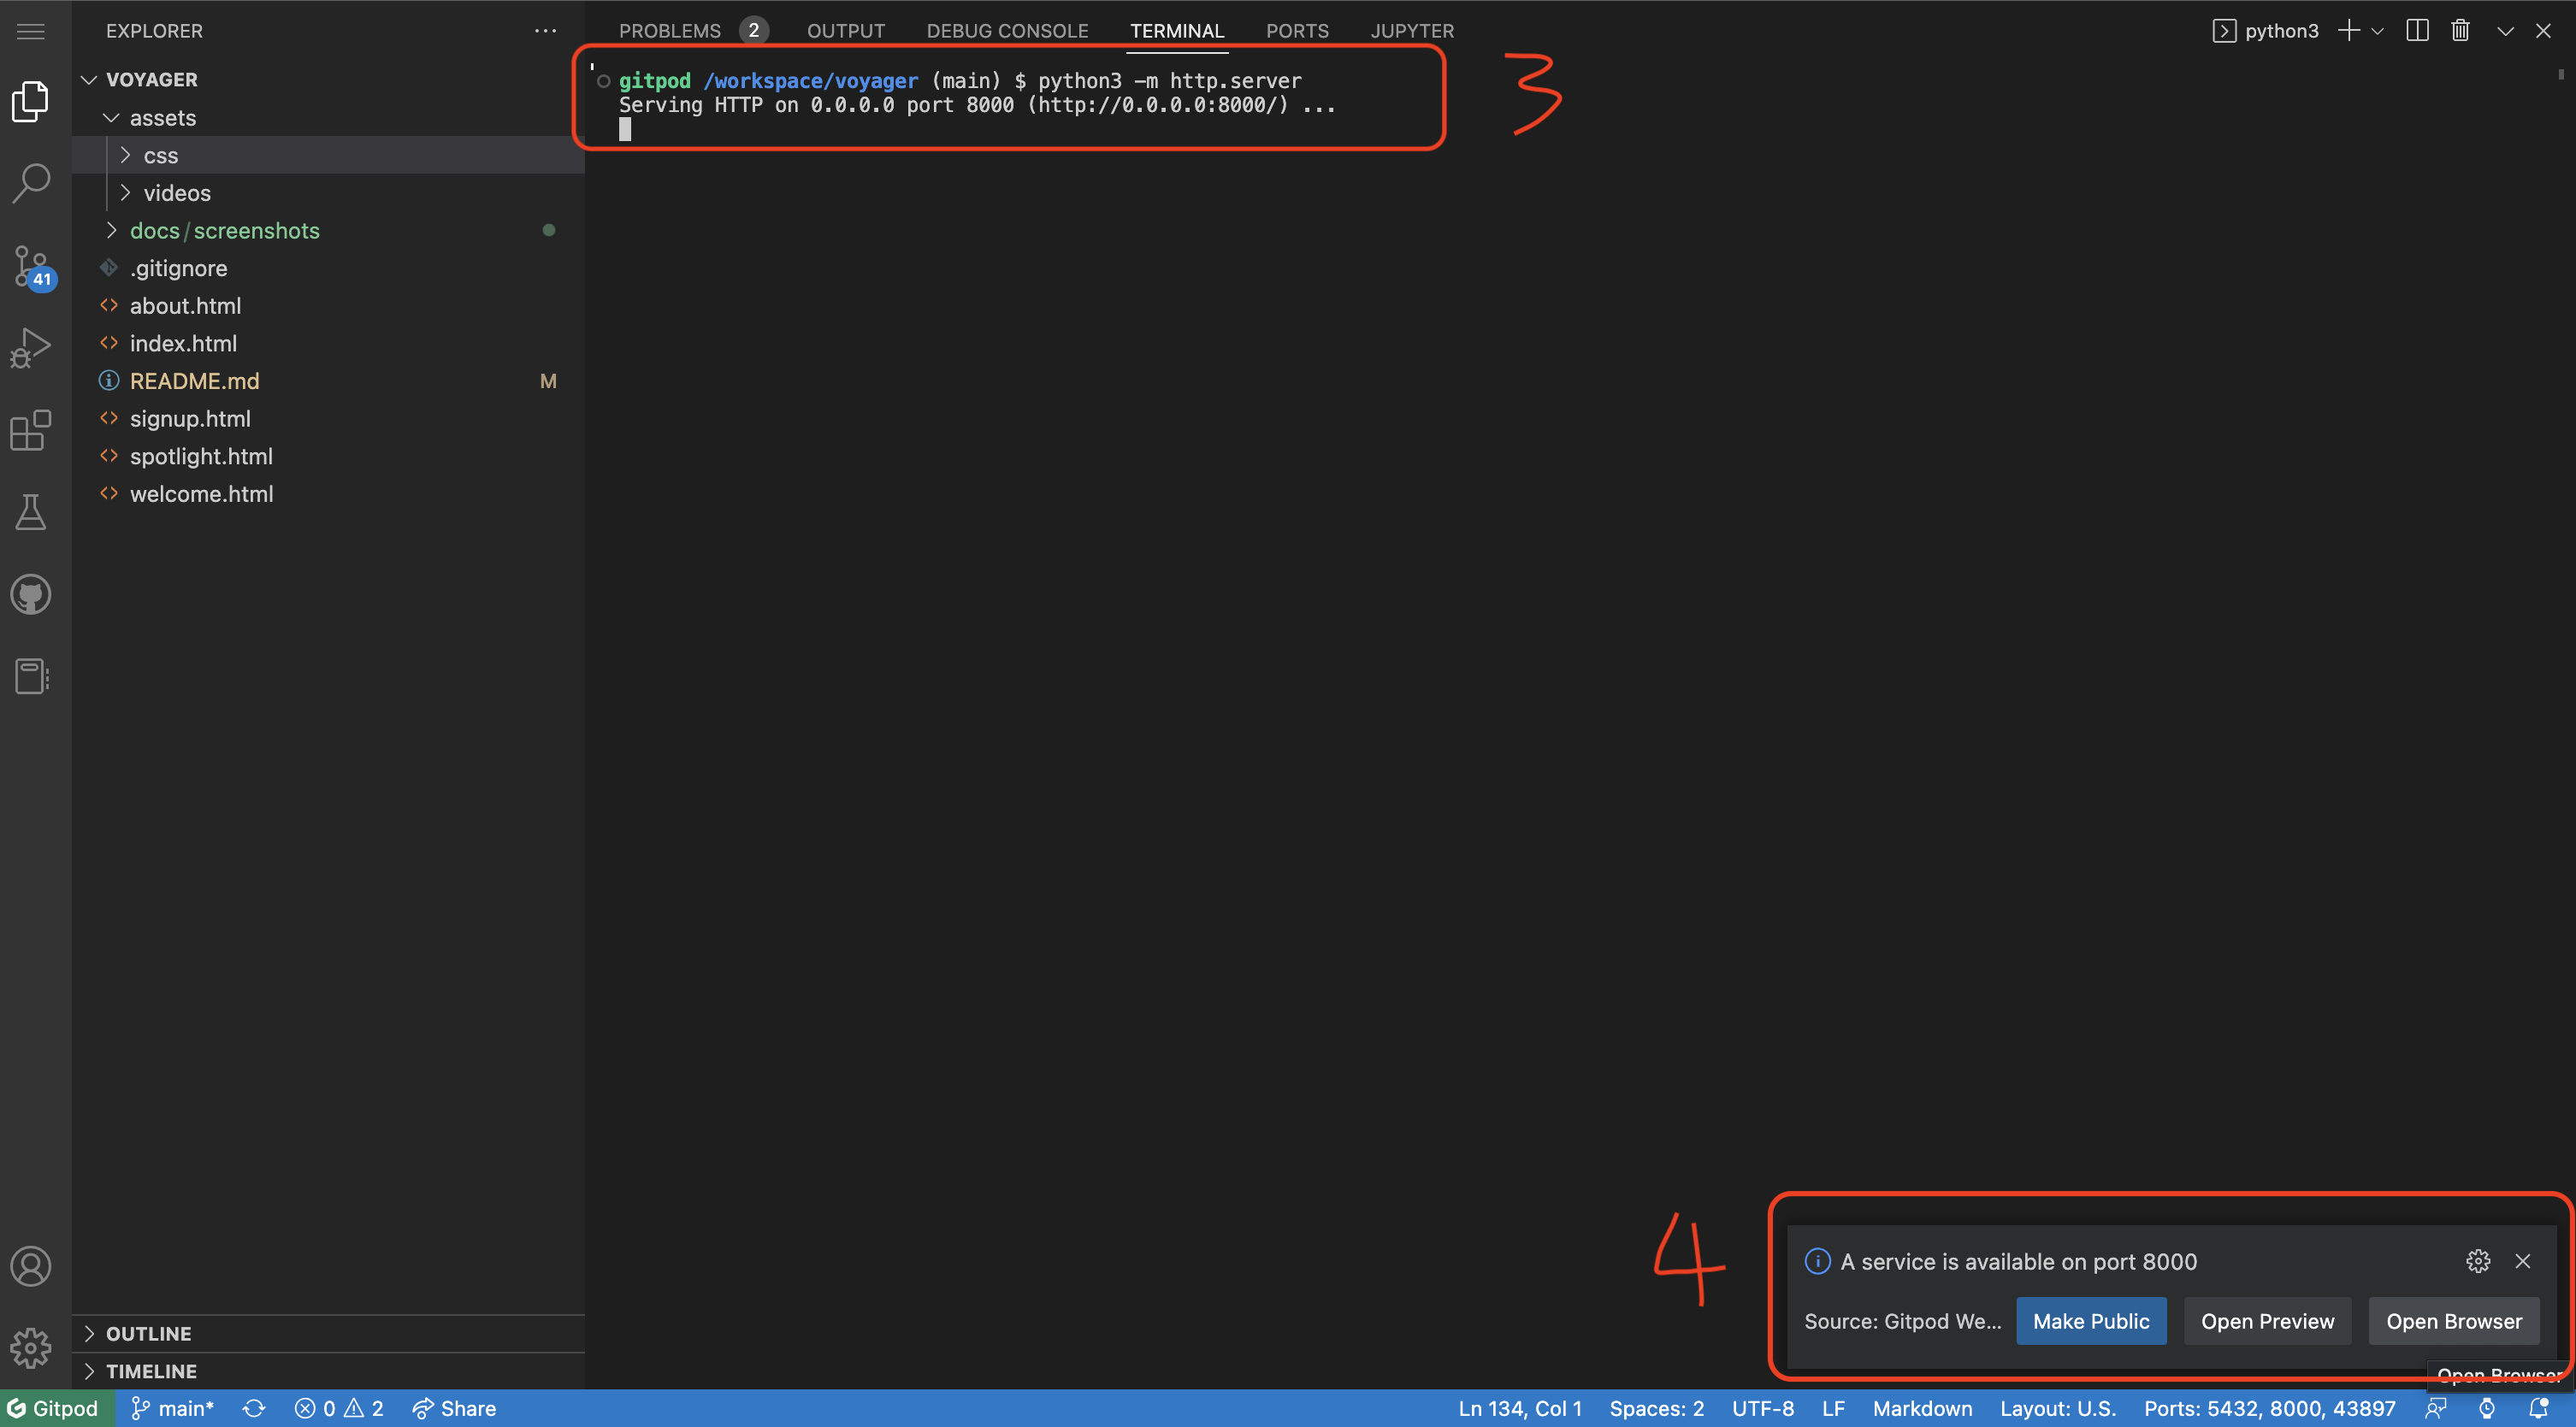 EXPLORER
VOYAGER
assets
css
videos
docs/screenshots
.gitignore
about.html
index.html
README.md M
signup.html
spotlight.html
welcome.html
OUTLINE
TIMELINE
41
PROBLEMS 2 OUTPUT DEBUG CONSOLE TERMINAL PORTS JUPYTER
python3
gitpod /workspace/voyager (main) $ python3 -m http.server
Serving HTTP on 0.0.0.0 port 8000 (http://0.0.0.0:8000/) ...
3
4
A service is available on port 8000
Source: Gitpod We... Make Public Open Preview Open Browser
Open Browser
Gitpod main* 0 2 Share Ln 134, Col 1 Spaces: 2 UTF-8 LF Markdown Layout: U.S. Ports: 5432, 8000, 43897